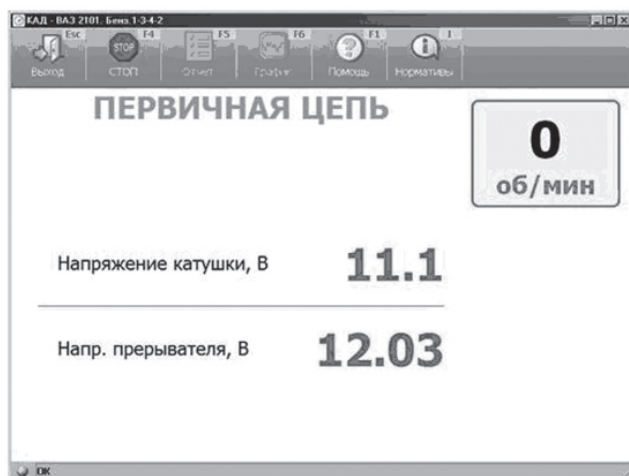 КАД - ВАЗ 2101. Бенз.1-3-4-2
Esc F4 F5 F6 F1 I
Выход СТОП Отчет График Помощь Нормативы
ПЕРВИЧНАЯ ЦЕПЬ
0
об/мин
Напряжение катушки, В 11.1
Напр. прерывателя, В 12.03
OK